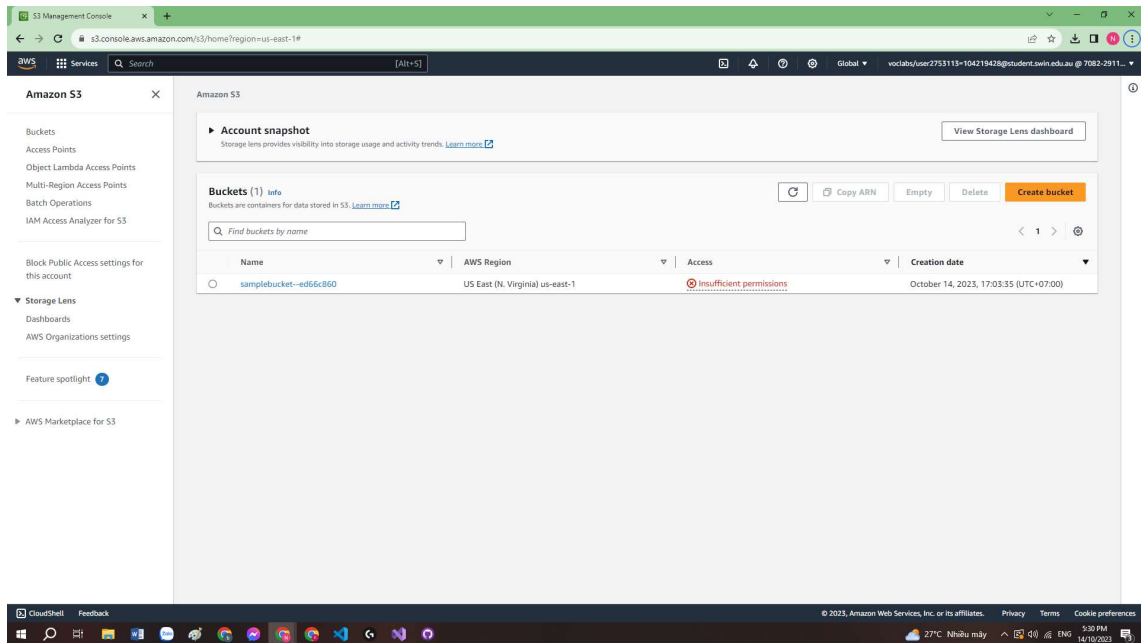 S3 Management Console
s3.console.aws.amazon.com/s3/home?region=us-east-1#
N
aws
Services
Search
[Alt+S]
Global
voclabs/user2753113=104219428@student.swin.edu.au @ 7082-2911...
Amazon S3
Buckets
Access Points
Object Lambda Access Points
Multi-Region Access Points
Batch Operations
IAM Access Analyzer for S3
Block Public Access settings for
this account
Storage Lens
Dashboards
AWS Organizations settings
Feature spotlight 7
AWS Marketplace for S3
Amazon S3
Account snapshot
Storage lens provides visibility into storage usage and activity trends. Learn more
View Storage Lens dashboard
Buckets (1) Info
Buckets are containers for data stored in S3. Learn more
Copy ARN
Empty
Delete
Create bucket
Find buckets by name
1
Name AWS Region Access Creation date
samplebucket--ed66c860 US East (N. Virginia) us-east-1 Insufficient permissions October 14, 2023, 17:03:35 (UTC+07:00)
CloudShell Feedback © 2023, Amazon Web Services, Inc. or its affiliates. Privacy Terms Cookie preferences
Zalo
27°C Nhiều mây ENG 5:30 PM
14/10/2023